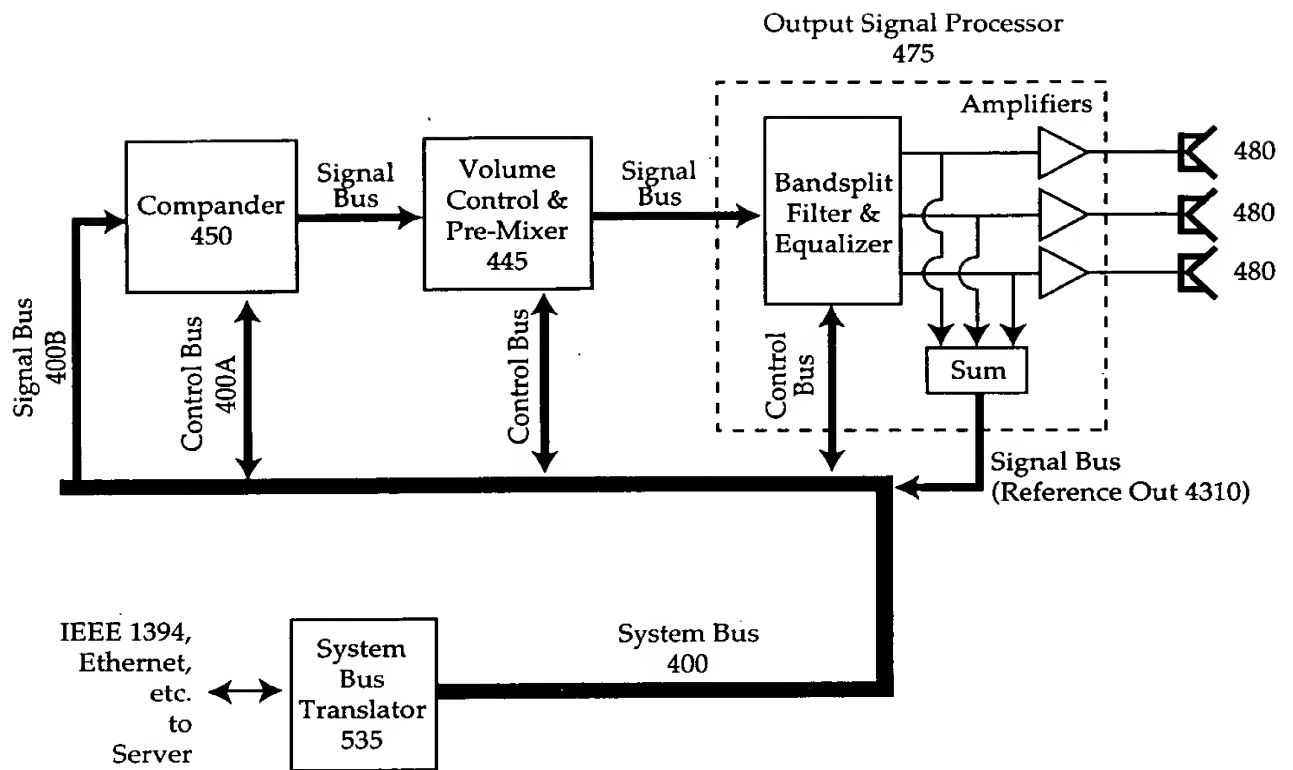 Output Signal Processor
475
Amplifiers
Compander
450
Signal
Bus
Volume
Control &
Pre-Mixer
445
Signal
Bus
Bandsplit
Filter &
Equalizer
480
480
480
Signal Bus
400B
Control Bus
400A
Control Bus
Control
Bus
Sum
Signal Bus
(Reference Out 4310)
IEEE 1394,
Ethernet,
etc.
to
Server
System
Bus
Translator
535
System Bus
400